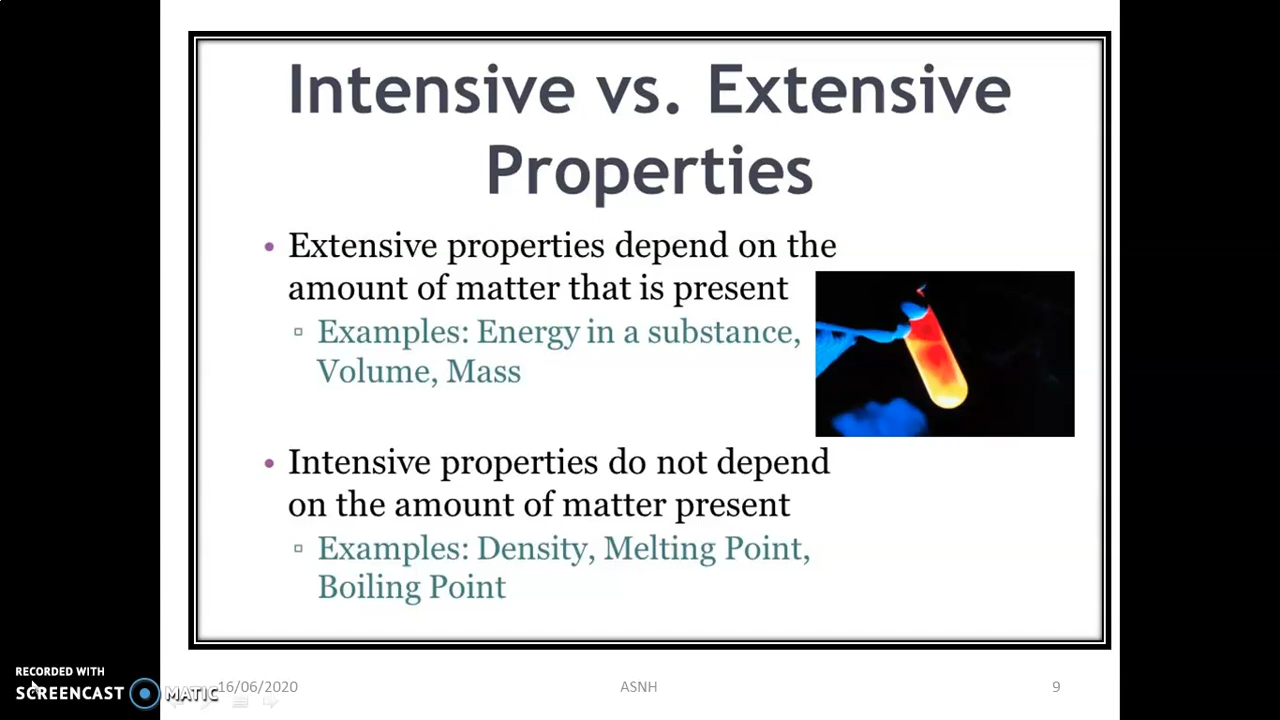 Intensive vs. Extensive
Properties
• Extensive properties depend on the
amount of matter that is present
▫ Examples: Energy in a substance,
Volume, Mass
• Intensive properties do not depend
on the amount of matter present
▫ Examples: Density, Melting Point,
Boiling Point
RECORDED WITH
SCREENCAST MATIC
16/06/2020
ASNH
9